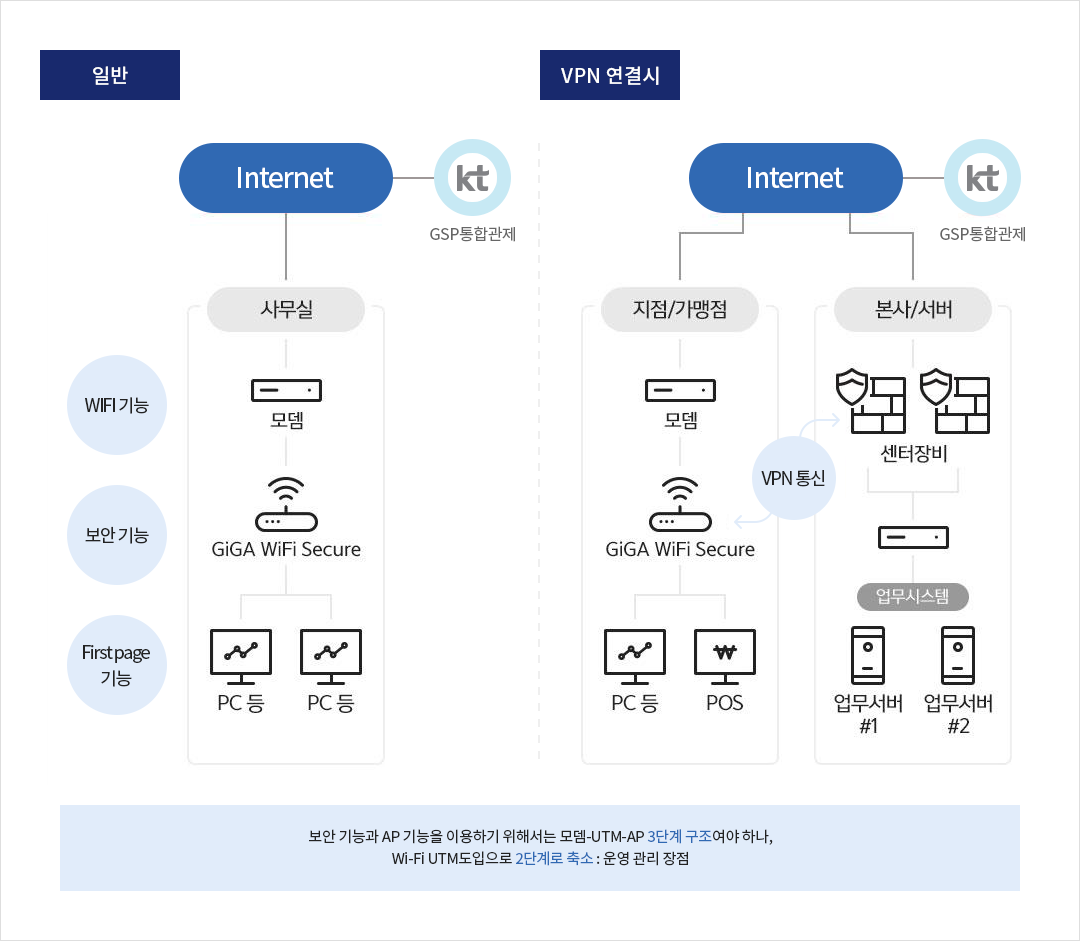 일반
Internet
kt
GSP통합관제
사무실
WIFI 기능
보안 기능
First page
기능
모뎀
GiGA WiFi Secure
PC 등
PC 등
VPN 연결시
Internet
kt
GSP통합관제
지점/가맹점
모뎀
GiGA WiFi Secure
PC 등
POS
VPN 통신
본사/서버
센터장비
업무시스템
업무서버
#1
업무서버
#2
보안 기능과 AP 기능을 이용하기 위해서는 모뎀-UTM-AP 3단계 구조여야 하나,
Wi-Fi UTM도입으로 2단계로 축소 : 운영 관리 장점